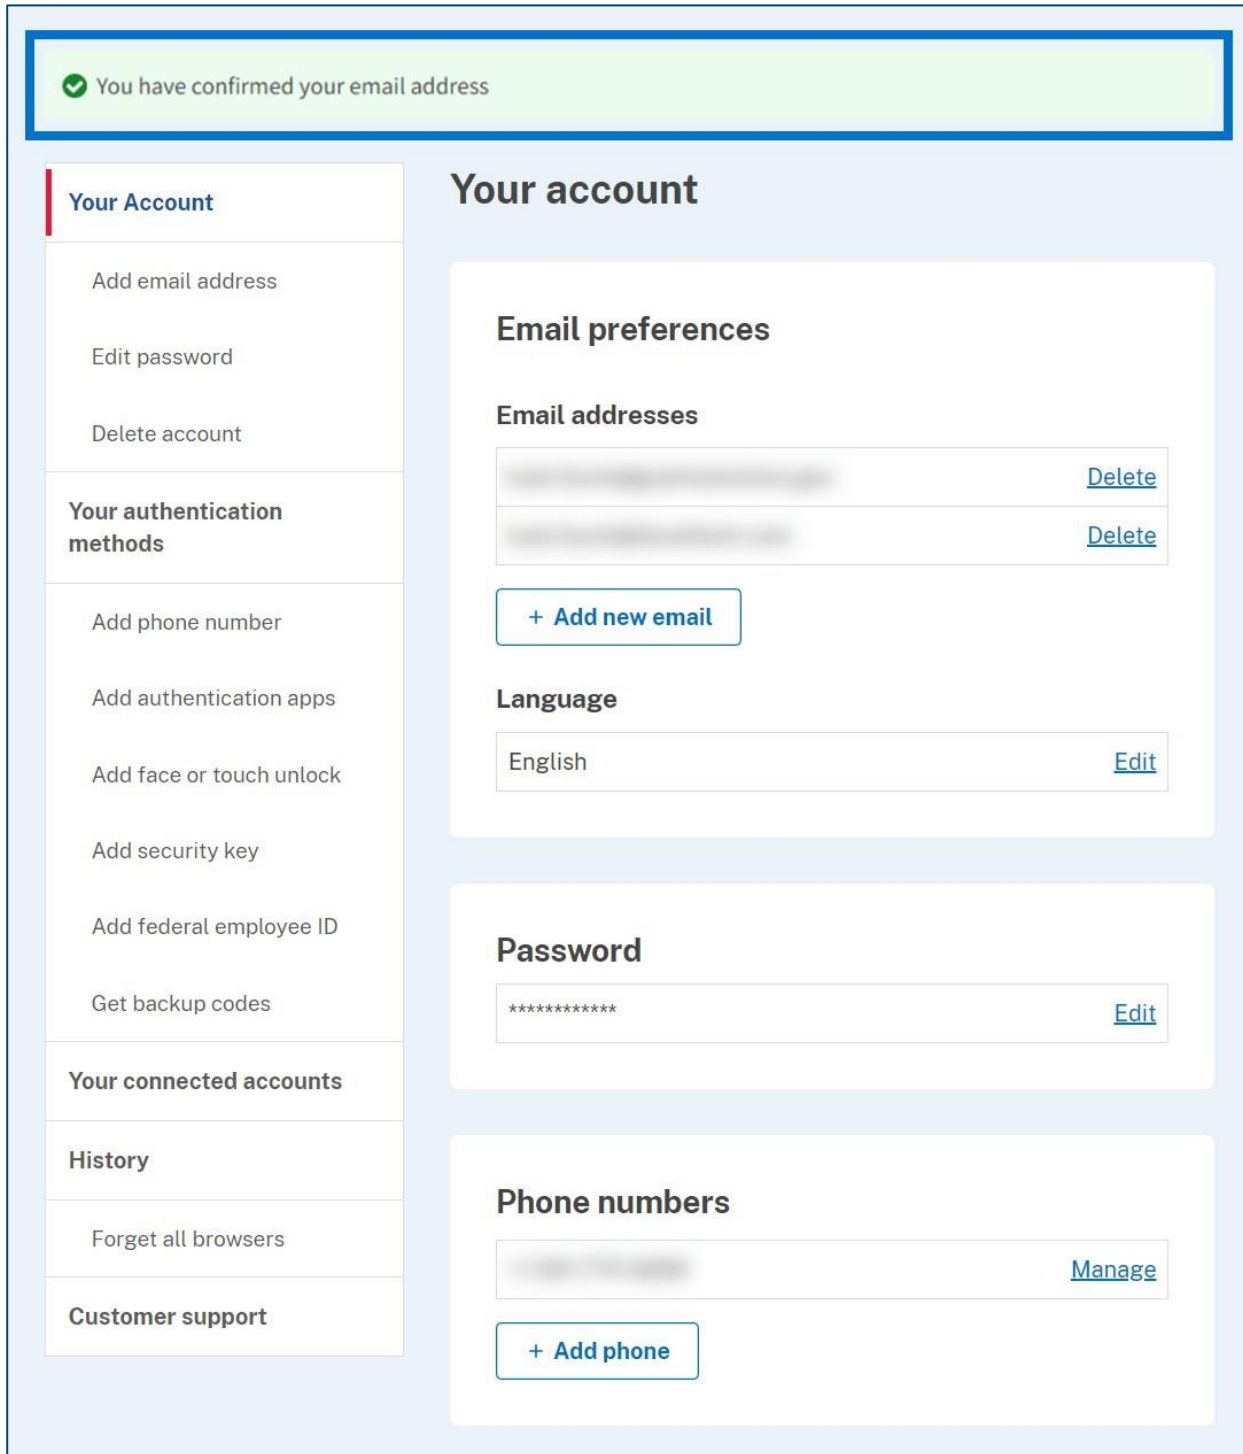 You have confirmed your email address
Your Account
Add email address
Edit password
Delete account
Your authentication
methods
Add phone number
Add authentication apps
Add face or touch unlock
Add security key
Add federal employee ID
Get backup codes
Your connected accounts
History
Forget all browsers
Customer support
Your account
Email preferences
Email addresses
Delete
Delete
+ Add new email
Language
English Edit
Password
************ Edit
Phone numbers
Manage
+ Add phone